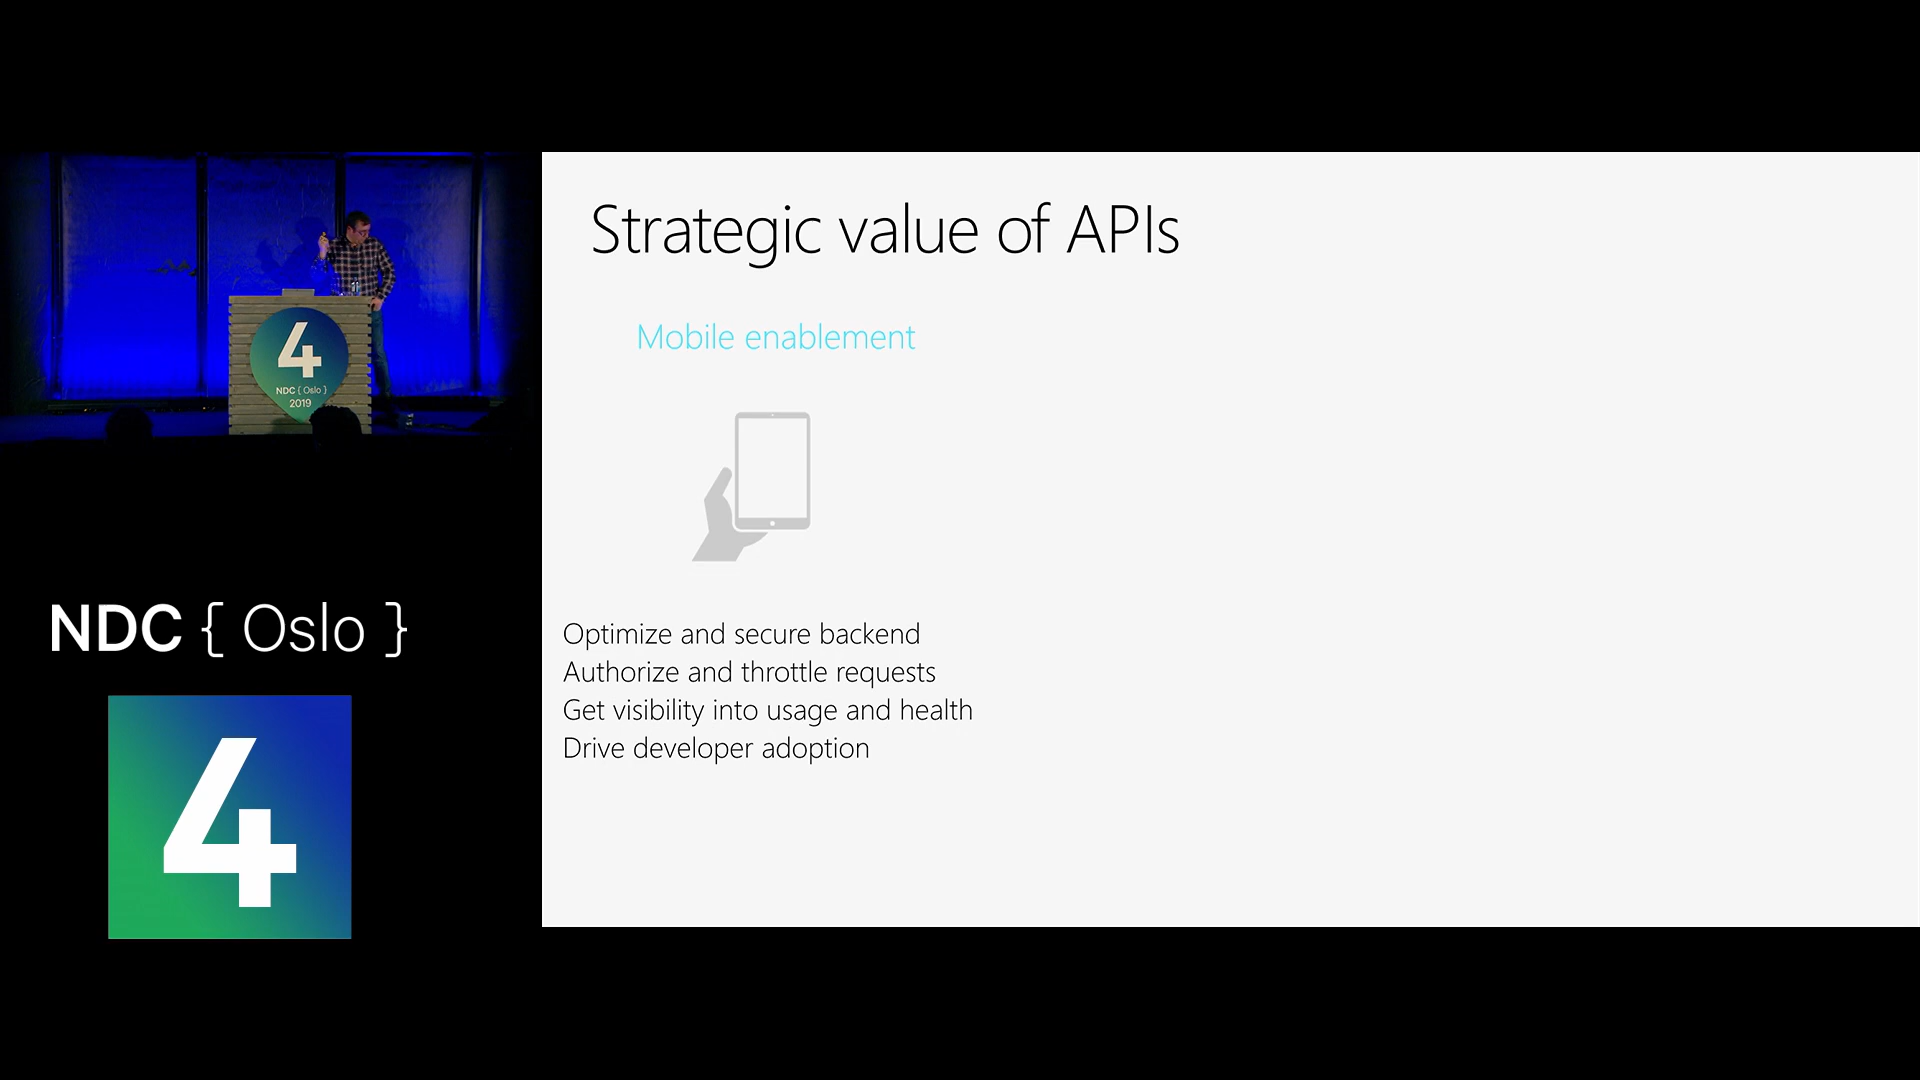 4
NDC { Oslo }
2019
NDC { Oslo }
4
Strategic value of APIs
Mobile enablement
Optimize and secure backend
Authorize and throttle requests
Get visibility into usage and health
Drive developer adoption